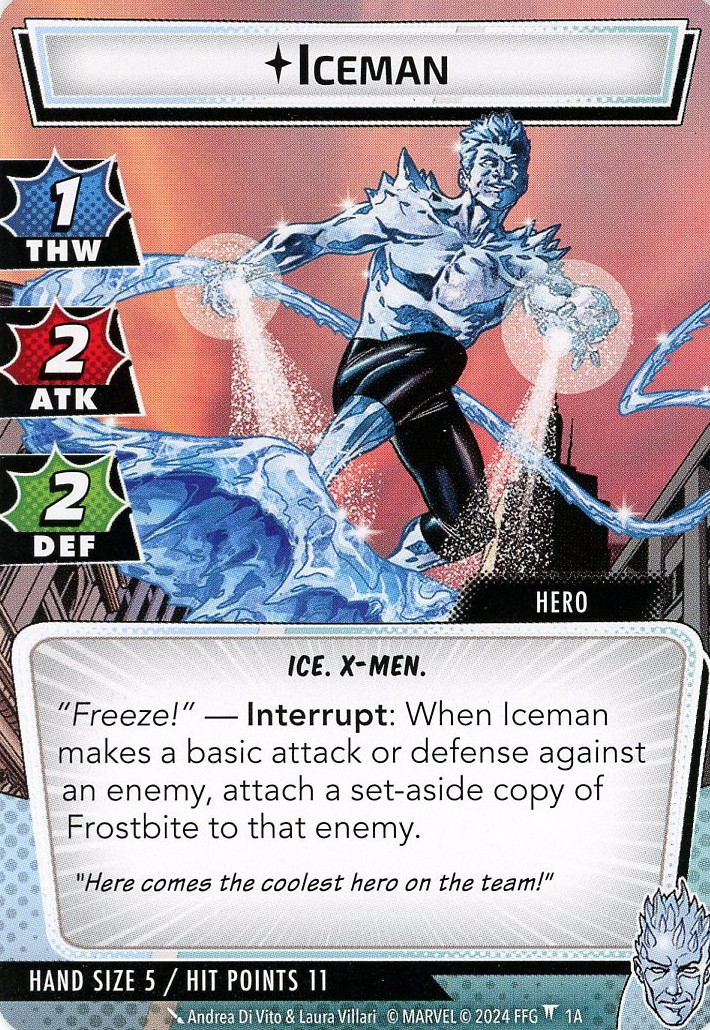 ICEMAN
1
THW
2
ATK
2
DEF
HERO
ICE. X-MEN.
"Freeze!" — Interrupt: When Iceman
makes a basic attack or defense against
an enemy, attach a set-aside copy of
Frostbite to that enemy.
"Here comes the coolest hero on the team!"
HAND SIZE 5 / HIT POINTS 11
Andrea Di Vito & Laura Villari © MARVEL © 2024 FFG 1A